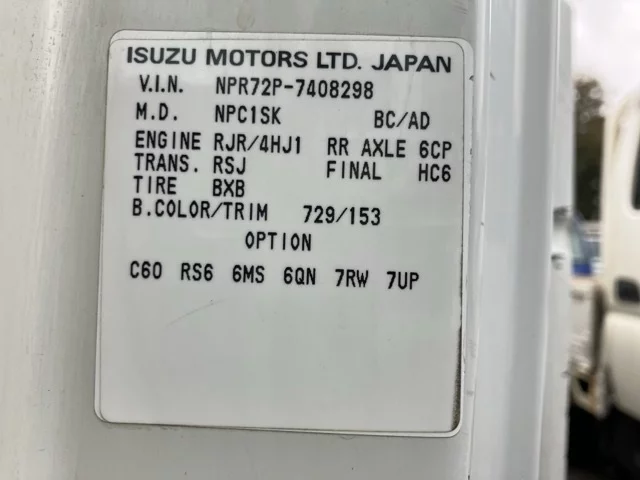 ISUZU MOTORS LTD. JAPAN
V.I.N. NPR72P-7408298
M.D. NPC1SK BC/AD
ENGINE RJR/4HJ1 RR AXLE 6CP
TRANS. RSJ FINAL HC6
TIRE BXB
B.COLOR/TRIM 729/153
OPTION
C60 RS6 6MS 6QN 7RW 7UP